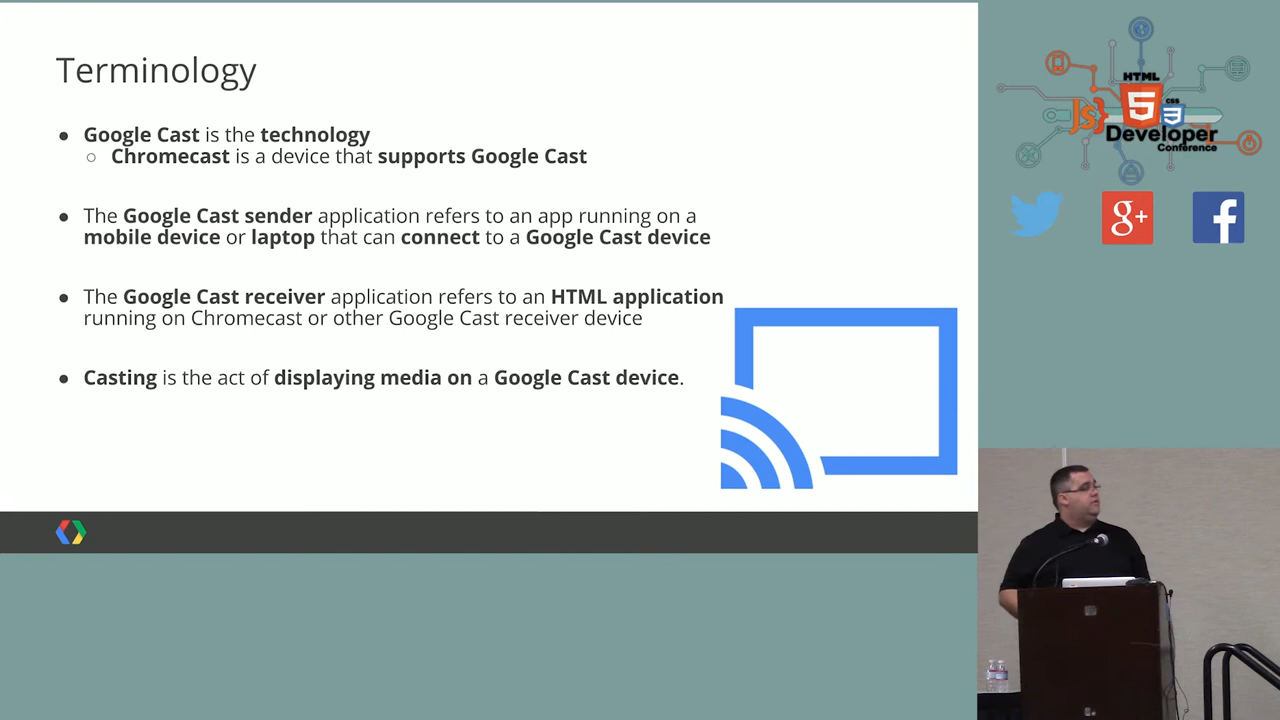 Terminology
● Google Cast is the technology
○ Chromecast is a device that supports Google Cast
● The Google Cast sender application refers to an app running on a
mobile device or laptop that can connect to a Google Cast device
● The Google Cast receiver application refers to an HTML application
running on Chromecast or other Google Cast receiver device
● Casting is the act of displaying media on a Google Cast device.
HTML
5
JS}
CSS
3
Developer
Conference
g+
f